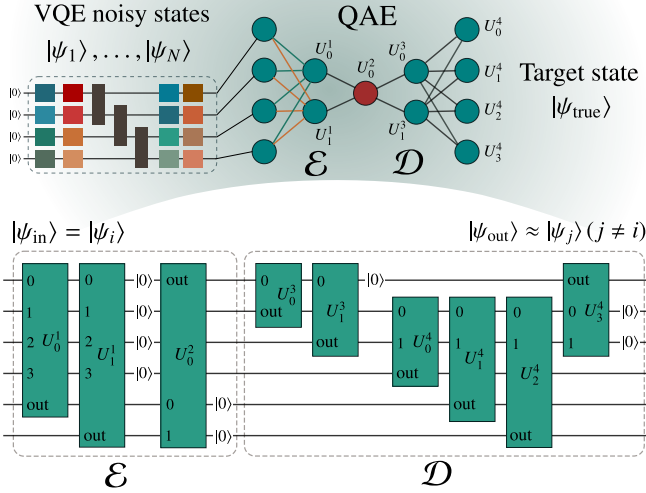 VQE noisy states
|ψ₁⟩ , . . . , |ψ_N⟩
QAE
Target state
|ψ_true⟩
|0⟩
|0⟩
|0⟩
|0⟩
U₀¹
U₁¹
U₀²
U₀³
U₁³
U₀⁴
U₁⁴
U₂⁴
U₃⁴
ℰ
𝒟
|ψ_in⟩ = |ψ_i⟩
|ψ_out⟩ ≈ |ψ_j⟩ (j ≠ i)
0
1
2
3
out
U₀¹
0
1
2
3
out
U₁¹
|0⟩
|0⟩
|0⟩
|0⟩
out
U₀²
0
1
|0⟩
|0⟩
0
out
U₀³
0
U₁³
out
|0⟩
0
1
U₀⁴
out
0
1
U₁⁴
out
0
1
U₂⁴
out
out
0
1
U₃⁴
|0⟩
|0⟩
ℰ
𝒟